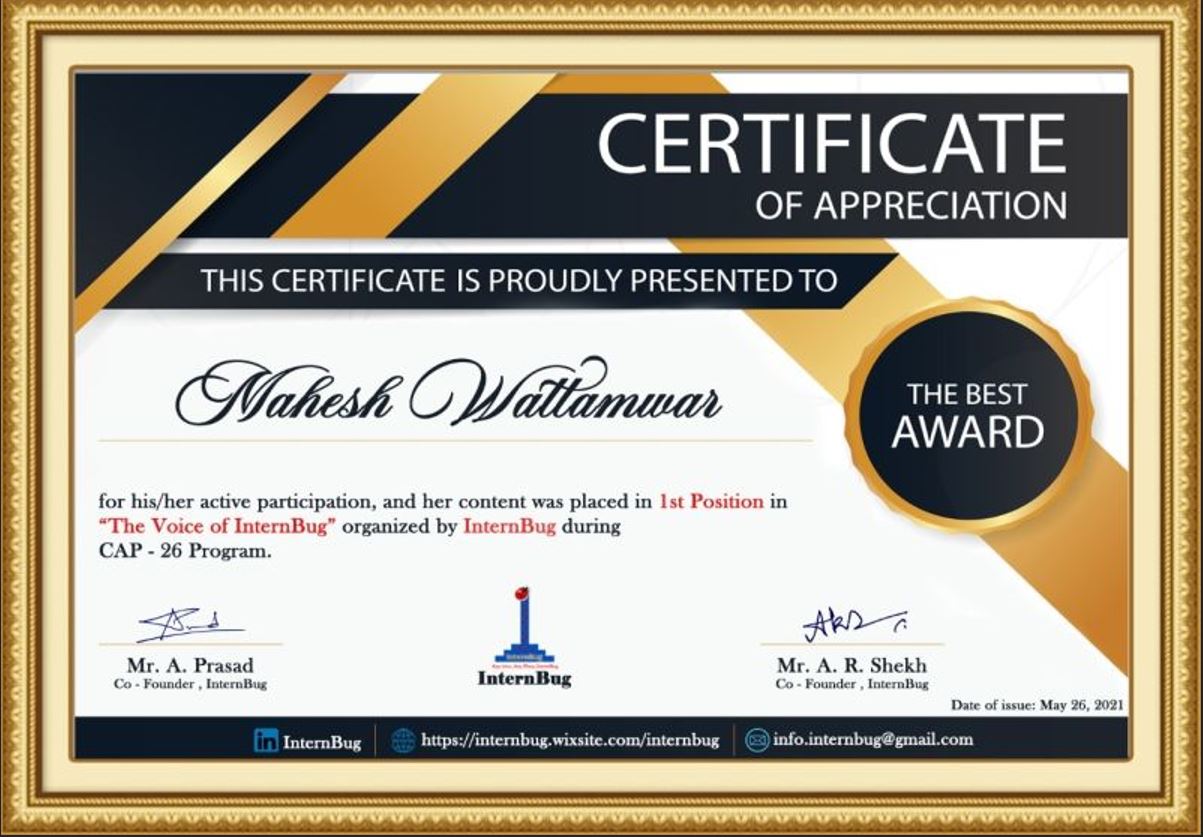 CERTIFICATE
OF APPRECIATION
THIS CERTIFICATE IS PROUDLY PRESENTED TO
Mahesh Wattamwar
THE BEST
AWARD
for his/her active participation, and her content was placed in 1st Position in
“The Voice of InternBug” organized by InternBug during
CAP - 26 Program.
Mr. A. Prasad
Co - Founder , InternBug
InternBug
Mr. A. R. Shekh
Co - Founder , InternBug
Date of issue: May 26, 2021
in InternBug
https://internbug.wixsite.com/internbug
info.internbug@gmail.com